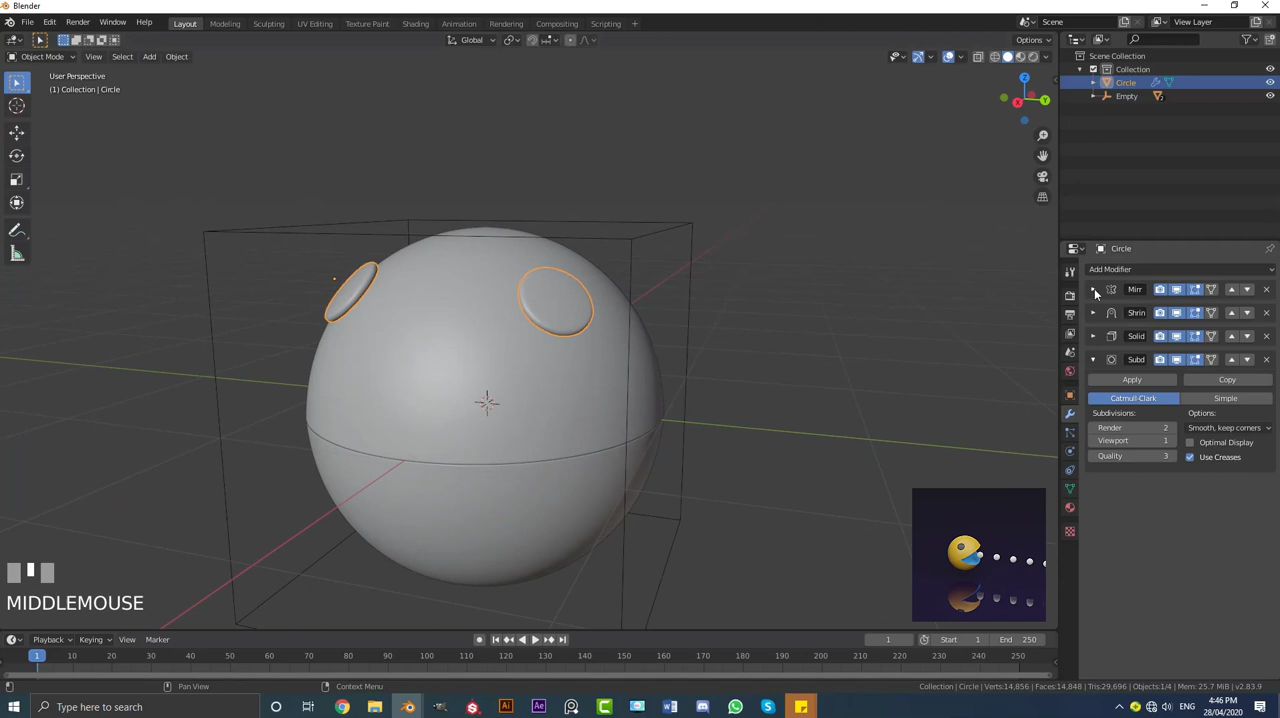 Blender
File Edit Render Window Help
Layout Modeling Sculpting UV Editing Texture Paint Shading Animation Rendering Compositing Scripting +
Scene
View Layer
Global
Options
Object Mode View Select Add Object
User Perspective
(1) Collection | Circle
Z
Y
X
Scene Collection
Collection
Circle
Empty
2
Circle
Add Modifier
Mirr
Shrin
Solid
Subd
Apply Copy
Catmull-Clark Simple
Subdivisions: Options:
Render 2 Smooth, keep corners
Viewport 1 Optimal Display
Quality 3 Use Creases
MIDDLEMOUSE
Playback Keying View Marker
1 Start 1 End 250
1 10 20 30 40 50 60 70 80 90 100 110 120 130 140 150 160 170 180 190 200 210 220 230 240 250
Pan View Context Menu
Collection | Circle | Verts:14,856 | Faces:14,848 | Tris:29,696 | Objects:1/4 | Mem: 25.7 MiB | v2.83.9
Type here to search
4:46 PM
28/04/2020